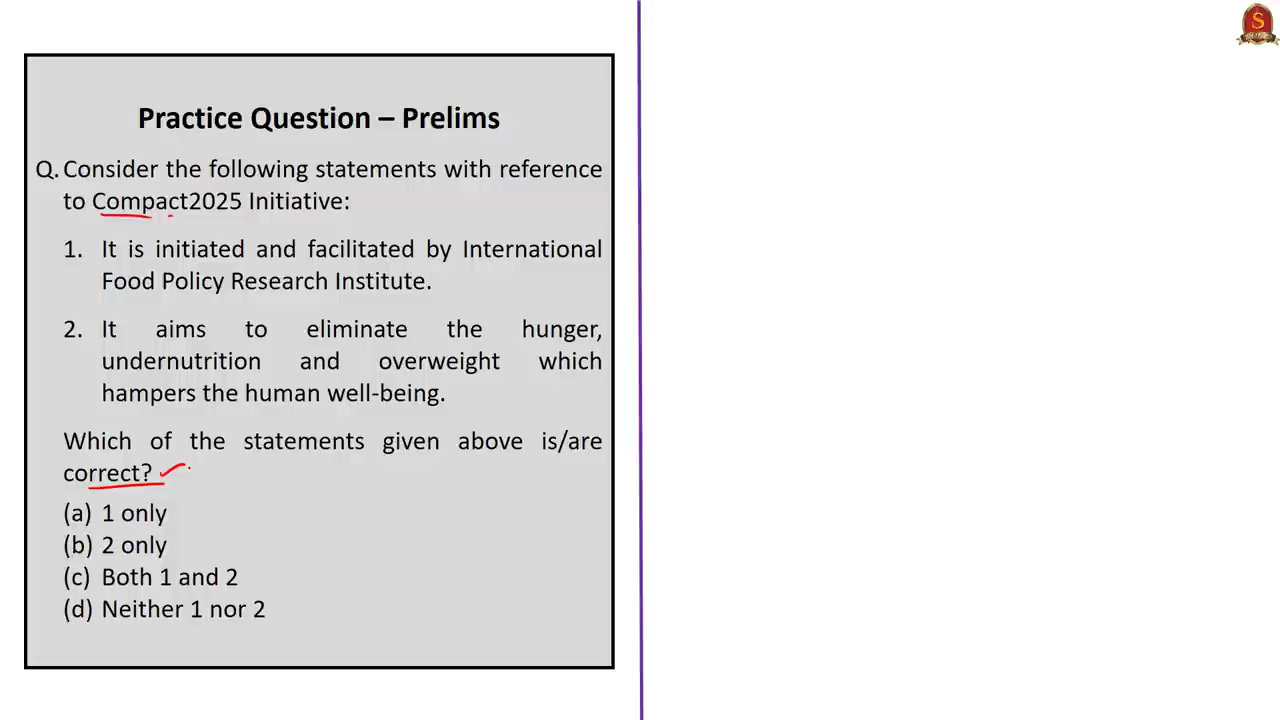 Practice Question – Prelims
Q. Consider the following statements with reference
to Compact2025 Initiative:
1. It is initiated and facilitated by International
Food Policy Research Institute.
2. It aims to eliminate the hunger,
undernutrition and overweight which
hampers the human well-being.
Which of the statements given above is/are
correct?
(a) 1 only
(b) 2 only
(c) Both 1 and 2
(d) Neither 1 nor 2
S